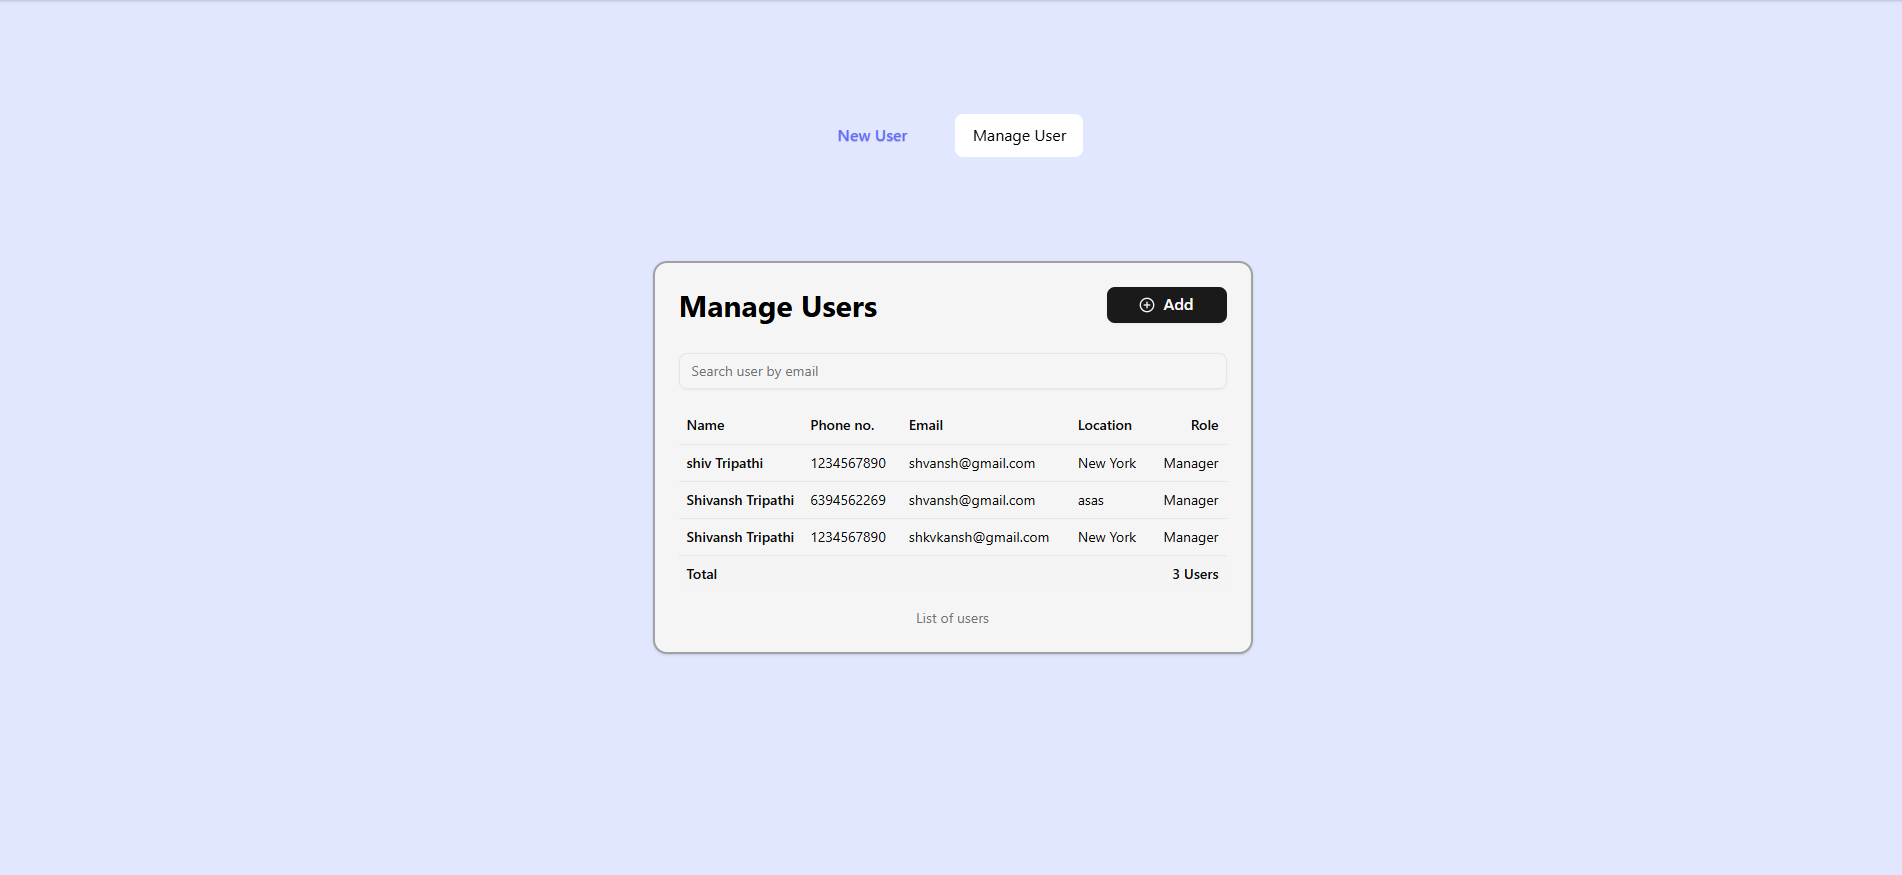 New User Manage User
Manage Users Add
Search user by email
Name Phone no. Email Location Role
shiv Tripathi 1234567890 shvansh@gmail.com New York Manager
Shivansh Tripathi 6394562269 shvansh@gmail.com asas Manager
Shivansh Tripathi 1234567890 shkvkansh@gmail.com New York Manager
Total 3 Users
List of users